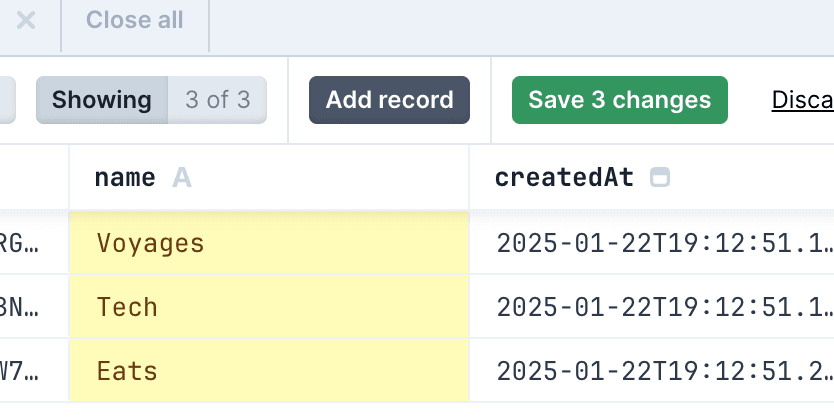 Close all
Showing 3 of 3 Add record Save 3 changes Disca
name A createdAt
RG… Voyages 2025-01-22T19:12:51.1…
3N… Tech 2025-01-22T19:12:51.1…
W7… Eats 2025-01-22T19:12:51.2…